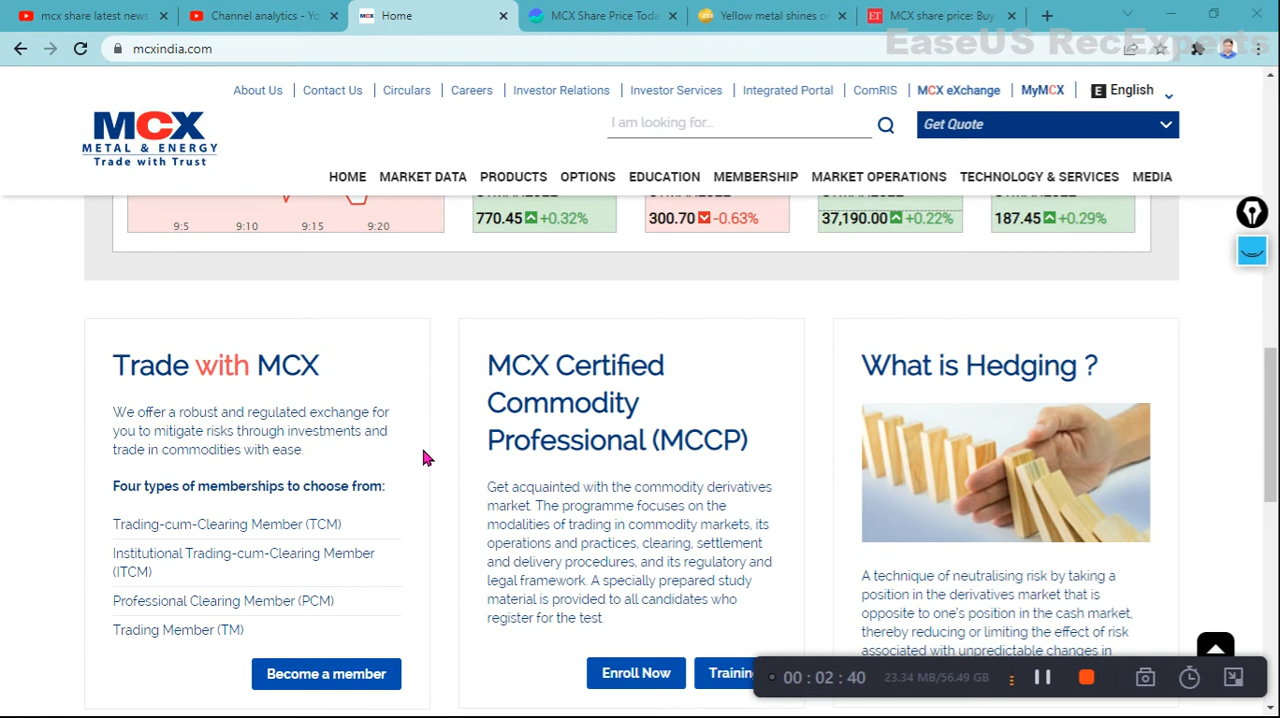 mcx share latest news
Channel analytics - Yo
MCX
Home
MCX Share Price Toda
Yellow metal shines o
ET
MCX share price: Buy
mcxindia.com
EaseUS RecExperts
About Us
Contact Us
Circulars
Careers
Investor Relations
Investor Services
Integrated Portal
ComRIS
MCX eXchange
MyMCX
E English
MCX
METAL & ENERGY
Trade with Trust
I am looking for...
Get Quote
HOME
MARKET DATA
PRODUCTS
OPTIONS
EDUCATION
MEMBERSHIP
MARKET OPERATIONS
TECHNOLOGY & SERVICES
MEDIA
9:5 9:10 9:15 9:20
770.45 +0.32%
300.70 -0.63%
37,190.00 +0.22%
187.45 +0.29%
Trade with MCX
We offer a robust and regulated exchange for
you to mitigate risks through investments and
trade in commodities with ease.
Four types of memberships to choose from:
Trading-cum-Clearing Member (TCM)
Institutional Trading-cum-Clearing Member
(ITCM)
Professional Clearing Member (PCM)
Trading Member (TM)
Become a member
MCX Certified
Commodity
Professional (MCCP)
Get acquainted with the commodity derivatives
market. The programme focuses on the
modalities of trading in commodity markets, its
operations and practices, clearing, settlement
and delivery procedures, and its regulatory and
legal framework. A specially prepared study
material is provided to all candidates who
register for the test.
Enroll Now
Trainin
What is Hedging ?
A technique of neutralising risk by taking a
position in the derivatives market that is
opposite to one's position in the cash market,
thereby reducing or limiting the effect of risk
associated with unpredictable changes in
00 : 02 : 40
23.34 MB/56.49 GB